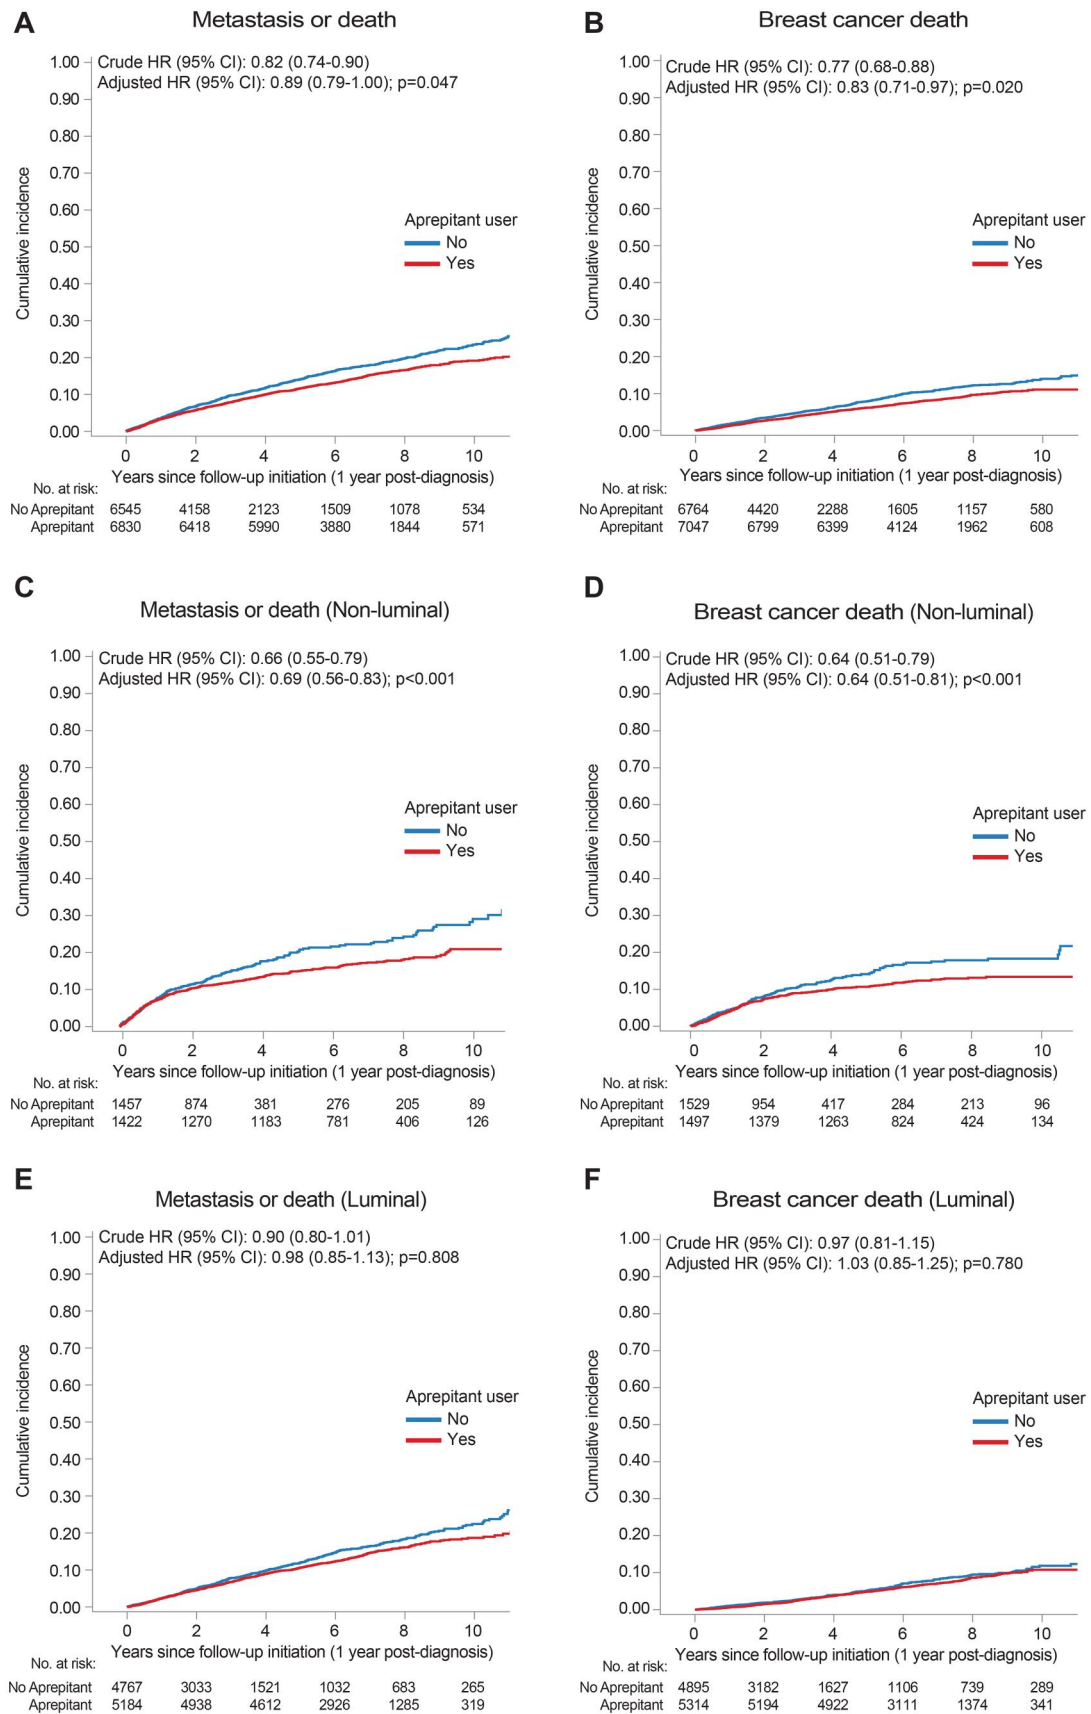 A
Metastasis or death
Crude HR (95% CI): 0.82 (0.74-0.90)
Adjusted HR (95% CI): 0.89 (0.79-1.00); p=0.047
1.00
0.90
0.80
0.70
0.60
0.50
0.40
0.30
0.20
0.10
0.00
Cumulative incidence
Aprepitant user
No
Yes
0 2 4 6 8 10
Years since follow-up initiation (1 year post-diagnosis)
No. at risk:
No Aprepitant 6545 4158 2123 1509 1078 534
Aprepitant 6830 6418 5990 3880 1844 571
B
Breast cancer death
Crude HR (95% CI): 0.77 (0.68-0.88)
Adjusted HR (95% CI): 0.83 (0.71-0.97); p=0.020
1.00
0.90
0.80
0.70
0.60
0.50
0.40
0.30
0.20
0.10
0.00
Cumulative incidence
Aprepitant user
No
Yes
0 2 4 6 8 10
Years since follow-up initiation (1 year post-diagnosis)
No. at risk:
No Aprepitant 6764 4420 2288 1605 1157 580
Aprepitant 7047 6799 6399 4124 1962 608
C
Metastasis or death (Non-luminal)
Crude HR (95% CI): 0.66 (0.55-0.79)
Adjusted HR (95% CI): 0.69 (0.56-0.83); p<0.001
1.00
0.90
0.80
0.70
0.60
0.50
0.40
0.30
0.20
0.10
0.00
Cumulative incidence
Aprepitant user
No
Yes
0 2 4 6 8 10
Years since follow-up initiation (1 year post-diagnosis)
No. at risk:
No Aprepitant 1457 874 381 276 205 89
Aprepitant 1422 1270 1183 781 406 126
D
Breast cancer death (Non-luminal)
Crude HR (95% CI): 0.64 (0.51-0.79)
Adjusted HR (95% CI): 0.64 (0.51-0.81); p<0.001
1.00
0.90
0.80
0.70
0.60
0.50
0.40
0.30
0.20
0.10
0.00
Cumulative incidence
Aprepitant user
No
Yes
0 2 4 6 8 10
Years since follow-up initiation (1 year post-diagnosis)
No. at risk:
No Aprepitant 1529 954 417 284 213 96
Aprepitant 1497 1379 1263 824 424 134
E
Metastasis or death (Luminal)
Crude HR (95% CI): 0.90 (0.80-1.01)
Adjusted HR (95% CI): 0.98 (0.85-1.13); p=0.808
1.00
0.90
0.80
0.70
0.60
0.50
0.40
0.30
0.20
0.10
0.00
Cumulative incidence
Aprepitant user
No
Yes
0 2 4 6 8 10
Years since follow-up initiation (1 year post-diagnosis)
No. at risk:
No Aprepitant 4767 3033 1521 1032 683 265
Aprepitant 5184 4938 4612 2926 1285 319
F
Breast cancer death (Luminal)
Crude HR (95% CI): 0.97 (0.81-1.15)
Adjusted HR (95% CI): 1.03 (0.85-1.25); p=0.780
1.00
0.90
0.80
0.70
0.60
0.50
0.40
0.30
0.20
0.10
0.00
Cumulative incidence
Aprepitant user
No
Yes
0 2 4 6 8 10
Years since follow-up initiation (1 year post-diagnosis)
No. at risk:
No Aprepitant 4895 3182 1627 1106 739 289
Aprepitant 5314 5194 4922 3111 1374 341